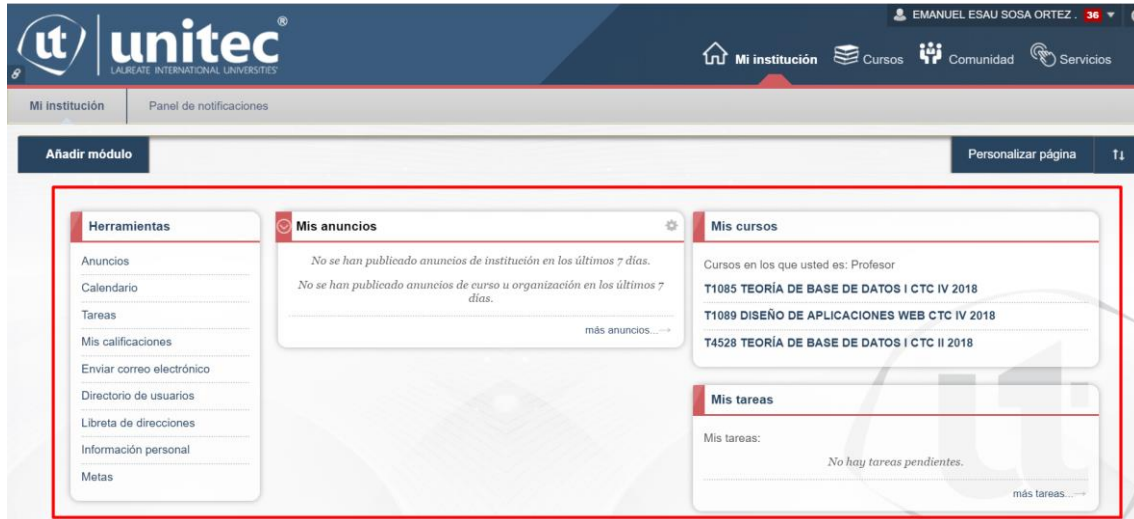 EMANUEL ESAU SOSA ORTEZ . 36
ut unitec®
LAUREATE INTERNATIONAL UNIVERSITIES
Mi institución Cursos Comunidad Servicios
Mi institución Panel de notificaciones
Añadir módulo Personalizar página
Herramientas
Anuncios
Calendario
Tareas
Mis calificaciones
Enviar correo electrónico
Directorio de usuarios
Libreta de direcciones
Información personal
Metas
Mis anuncios
No se han publicado anuncios de institución en los últimos 7 días.
No se han publicado anuncios de curso u organización en los últimos 7
días.
más anuncios...
Mis cursos
Cursos en los que usted es: Profesor
T1085 TEORÍA DE BASE DE DATOS I CTC IV 2018
T1089 DISEÑO DE APLICACIONES WEB CTC IV 2018
T4528 TEORÍA DE BASE DE DATOS I CTC II 2018
Mis tareas
Mis tareas:
No hay tareas pendientes.
más tareas...